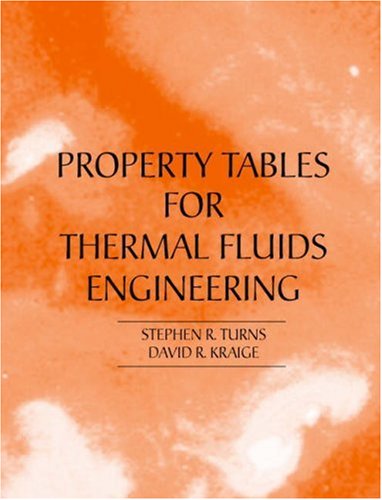 PROPERTY TABLES
FOR
THERMAL FLUIDS
ENGINEERING
STEPHEN R. TURNS
DAVID R. KRAIGE